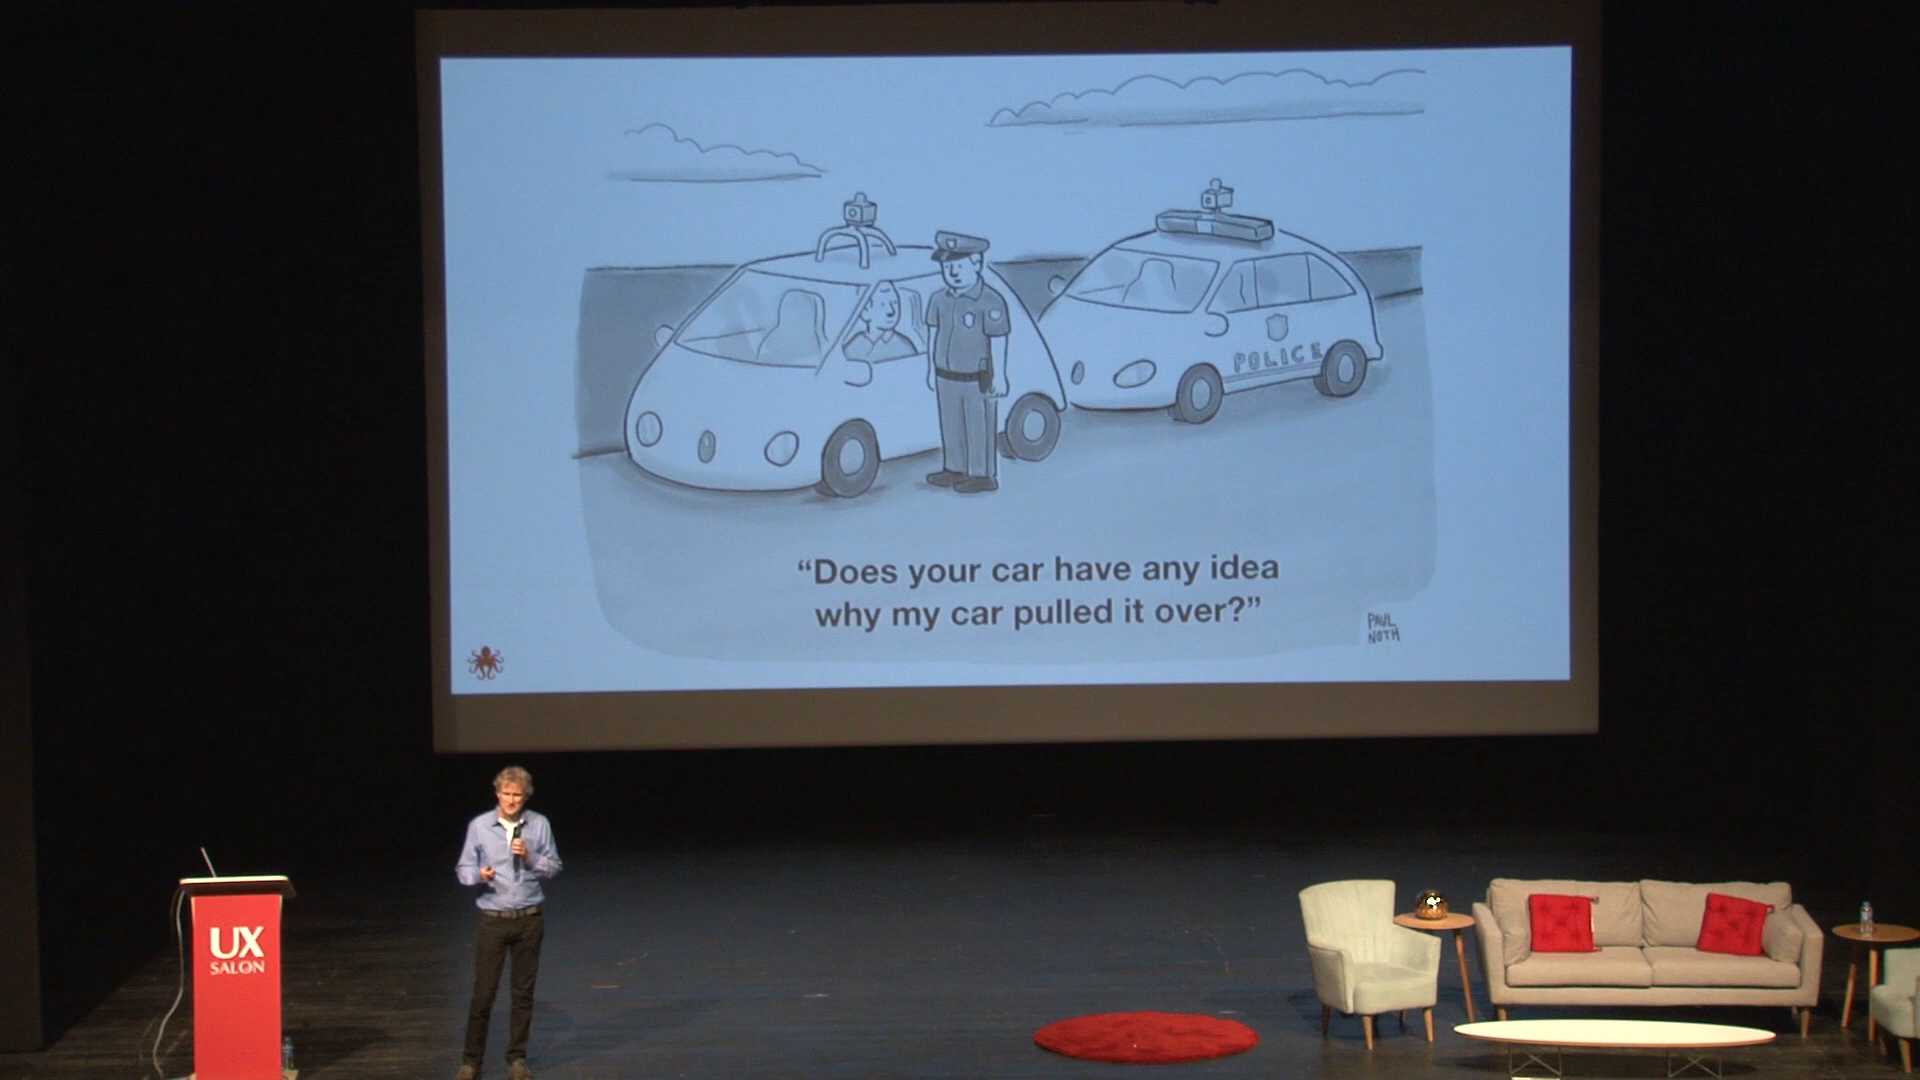 POLICE
“Does your car have any idea
why my car pulled it over?”
PAUL
NOTH
UX
SALON